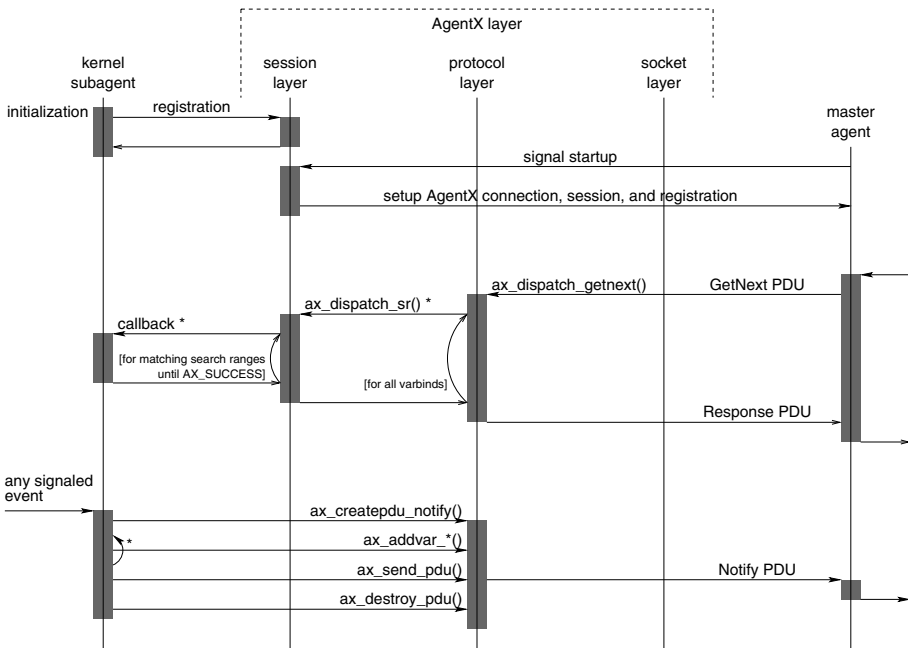 AgentX layer
kernel
subagent
session
layer
protocol
layer
socket
layer
initialization
registration
master
agent
signal startup
setup AgentX connection, session, and registration
ax_dispatch_getnext()
GetNext PDU
ax_dispatch_sr() *
callback *
[for matching search ranges
until AX_SUCCESS]
[for all varbinds]
Response PDU
any signaled
event
ax_createpdu_notify()
*
ax_addvar_*()
ax_send_pdu()
Notify PDU
ax_destroy_pdu()